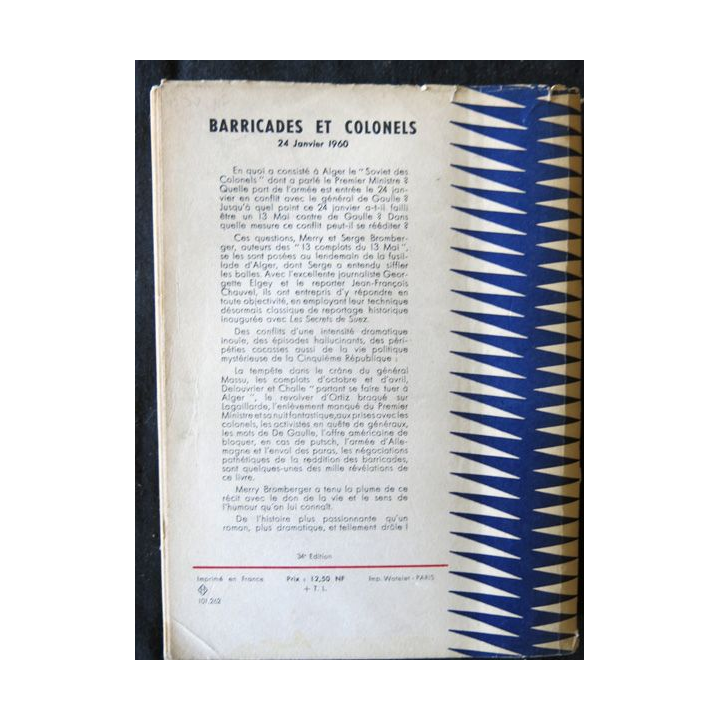 BARRICADES ET COLONELS
24 Janvier 1960
En quoi a consisté à Alger le "Soviet des
Colonels" dont a parlé le Premier Ministre ?
Quelle part de l'armée est entrée le 24 jan-
vier en conflit avec le général de Gaulle ?
Jusqu'à quel point ce 24 janvier a-t-il failli
être un 13 Mai contre de Gaulle ? Dans
quelle mesure ce conflit peut-il se rééditer ?
Ces questions, Merry et Serge Bromber-
ger, auteurs des "13 complots du 13 Mai",
se les sont posées au lendemain de la fusil-
lade d'Alger, dont Serge a entendu siffler
les balles. Avec l'excellente journaliste Geor-
gette Elgey et le reporter Jean-François
Chauvel, ils ont entrepris d'y répondre en
toute objectivité, en employant leur technique
désormais classique de reportage historique
inaugurée avec Les Secrets de Suez.
Des conflits d'une intensité dramatique
inouïe, des épisodes hallucinants, des péri-
péties cocasses aussi de la vie politique
mystérieuse de la Cinquième République :
La tempête dans le crâne du général
Massu, les complots d'octobre et d'avril,
Delouvrier et Challe "partant se faire tuer à
Alger", le revolver d'Ortiz braqué sur
Lagaillarde, l'enlèvement manqué du Premier
Ministre et sa nuit fantastique, aux prises avec les
colonels, les activistes en quête de généraux,
les mots de De Gaulle, l'offre américaine de
bloquer, en cas de putsch, l'armée d'Alle-
magne et l'envol des paras, les négociations
pathétiques de la reddition des barricades,
sont quelques-unes des mille révélations de
ce livre.
Merry Bromberger a tenu la plume de ce
récit avec le don de la vie et le sens de
l'humour qu'on lui connaît.
De l'histoire plus passionnante qu'un
roman, plus dramatique, et tellement drôle !
34e Edition
Imprimé en France Prix : 12,50 NF Imp. Wallet - PARIS
+ T. L.
107.262